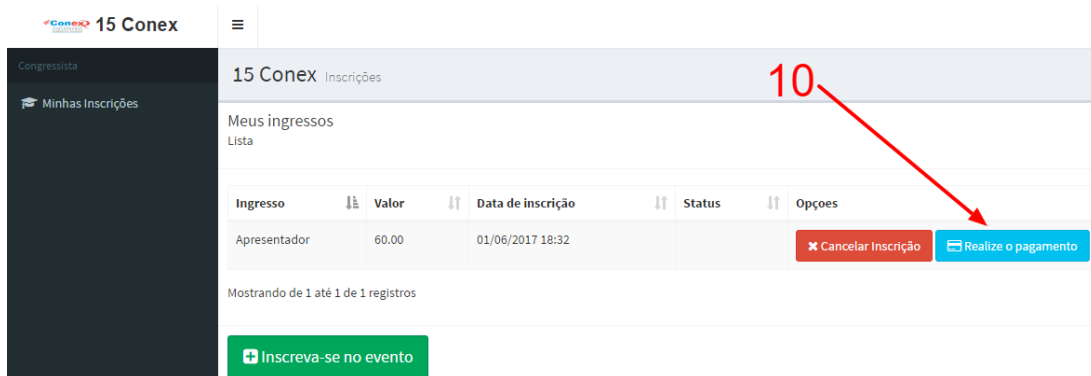 Conex 15 Conex
Congressista
Minhas Inscrições
15 Conex Inscrições
10
Meus ingressos
Lista
Ingresso Valor Data de inscrição Status Opçoes
Apresentador 60.00 01/06/2017 18:32 Cancelar Inscrição Realize o pagamento
Mostrando de 1 até 1 de 1 registros
Inscreva-se no evento